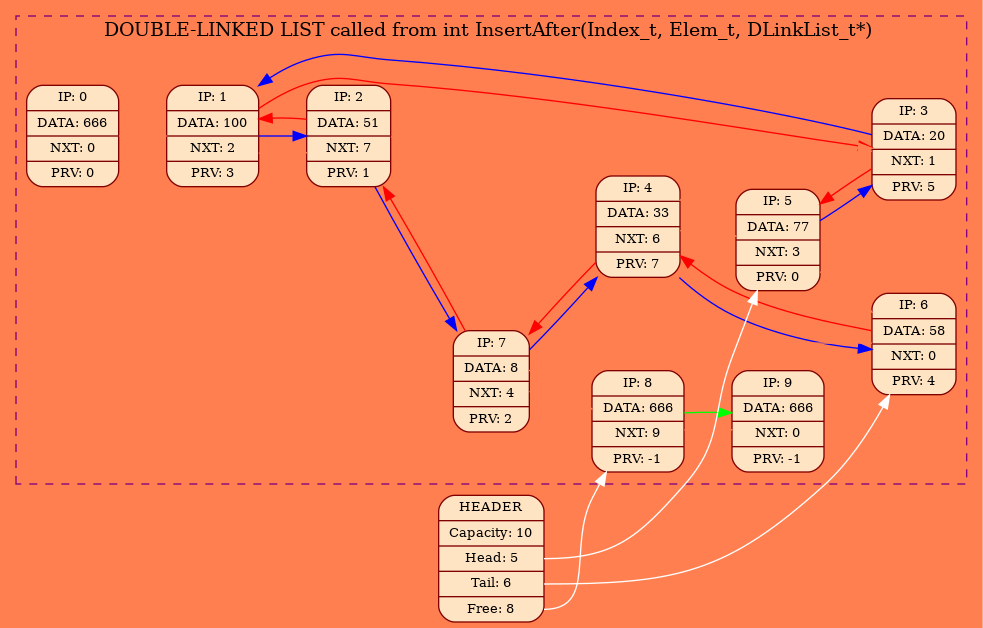 DOUBLE-LINKED LIST called from int InsertAfter(Index_t, Elem_t, DLinkList_t*)
IP: 0
DATA: 666
NXT: 0
PRV: 0
IP: 1
DATA: 100
NXT: 2
PRV: 3
IP: 2
DATA: 51
NXT: 7
PRV: 1
IP: 3
DATA: 20
NXT: 1
PRV: 5
IP: 4
DATA: 33
NXT: 6
PRV: 7
IP: 5
DATA: 77
NXT: 3
PRV: 0
IP: 6
DATA: 58
NXT: 0
PRV: 4
IP: 7
DATA: 8
NXT: 4
PRV: 2
IP: 8
DATA: 666
NXT: 9
PRV: -1
IP: 9
DATA: 666
NXT: 0
PRV: -1
HEADER
Capacity: 10
Head: 5
Tail: 6
Free: 8